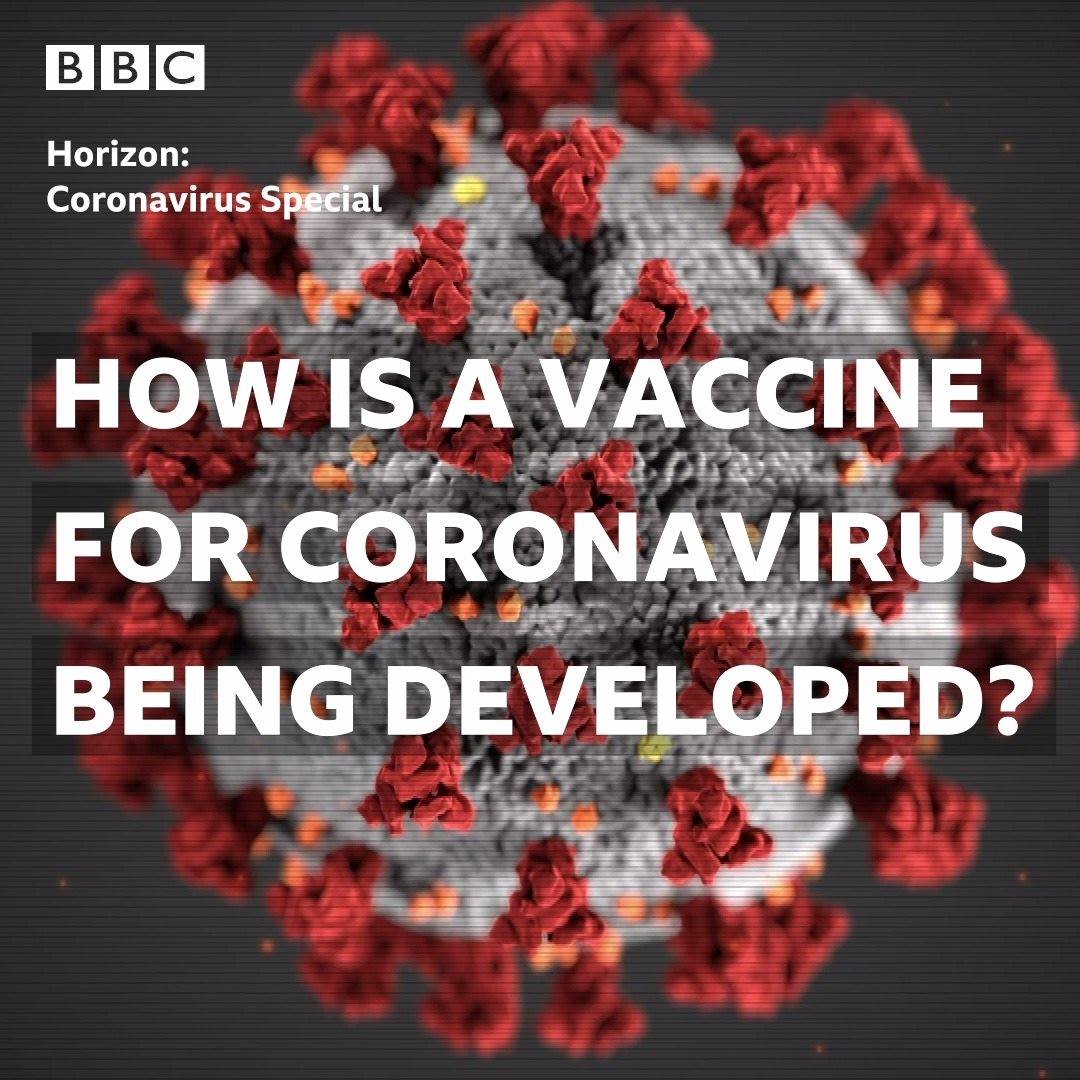 BBC
Horizon:
Coronavirus Special
HOW IS A VACCINE
FOR CORONAVIRUS
BEING DEVELOPED?